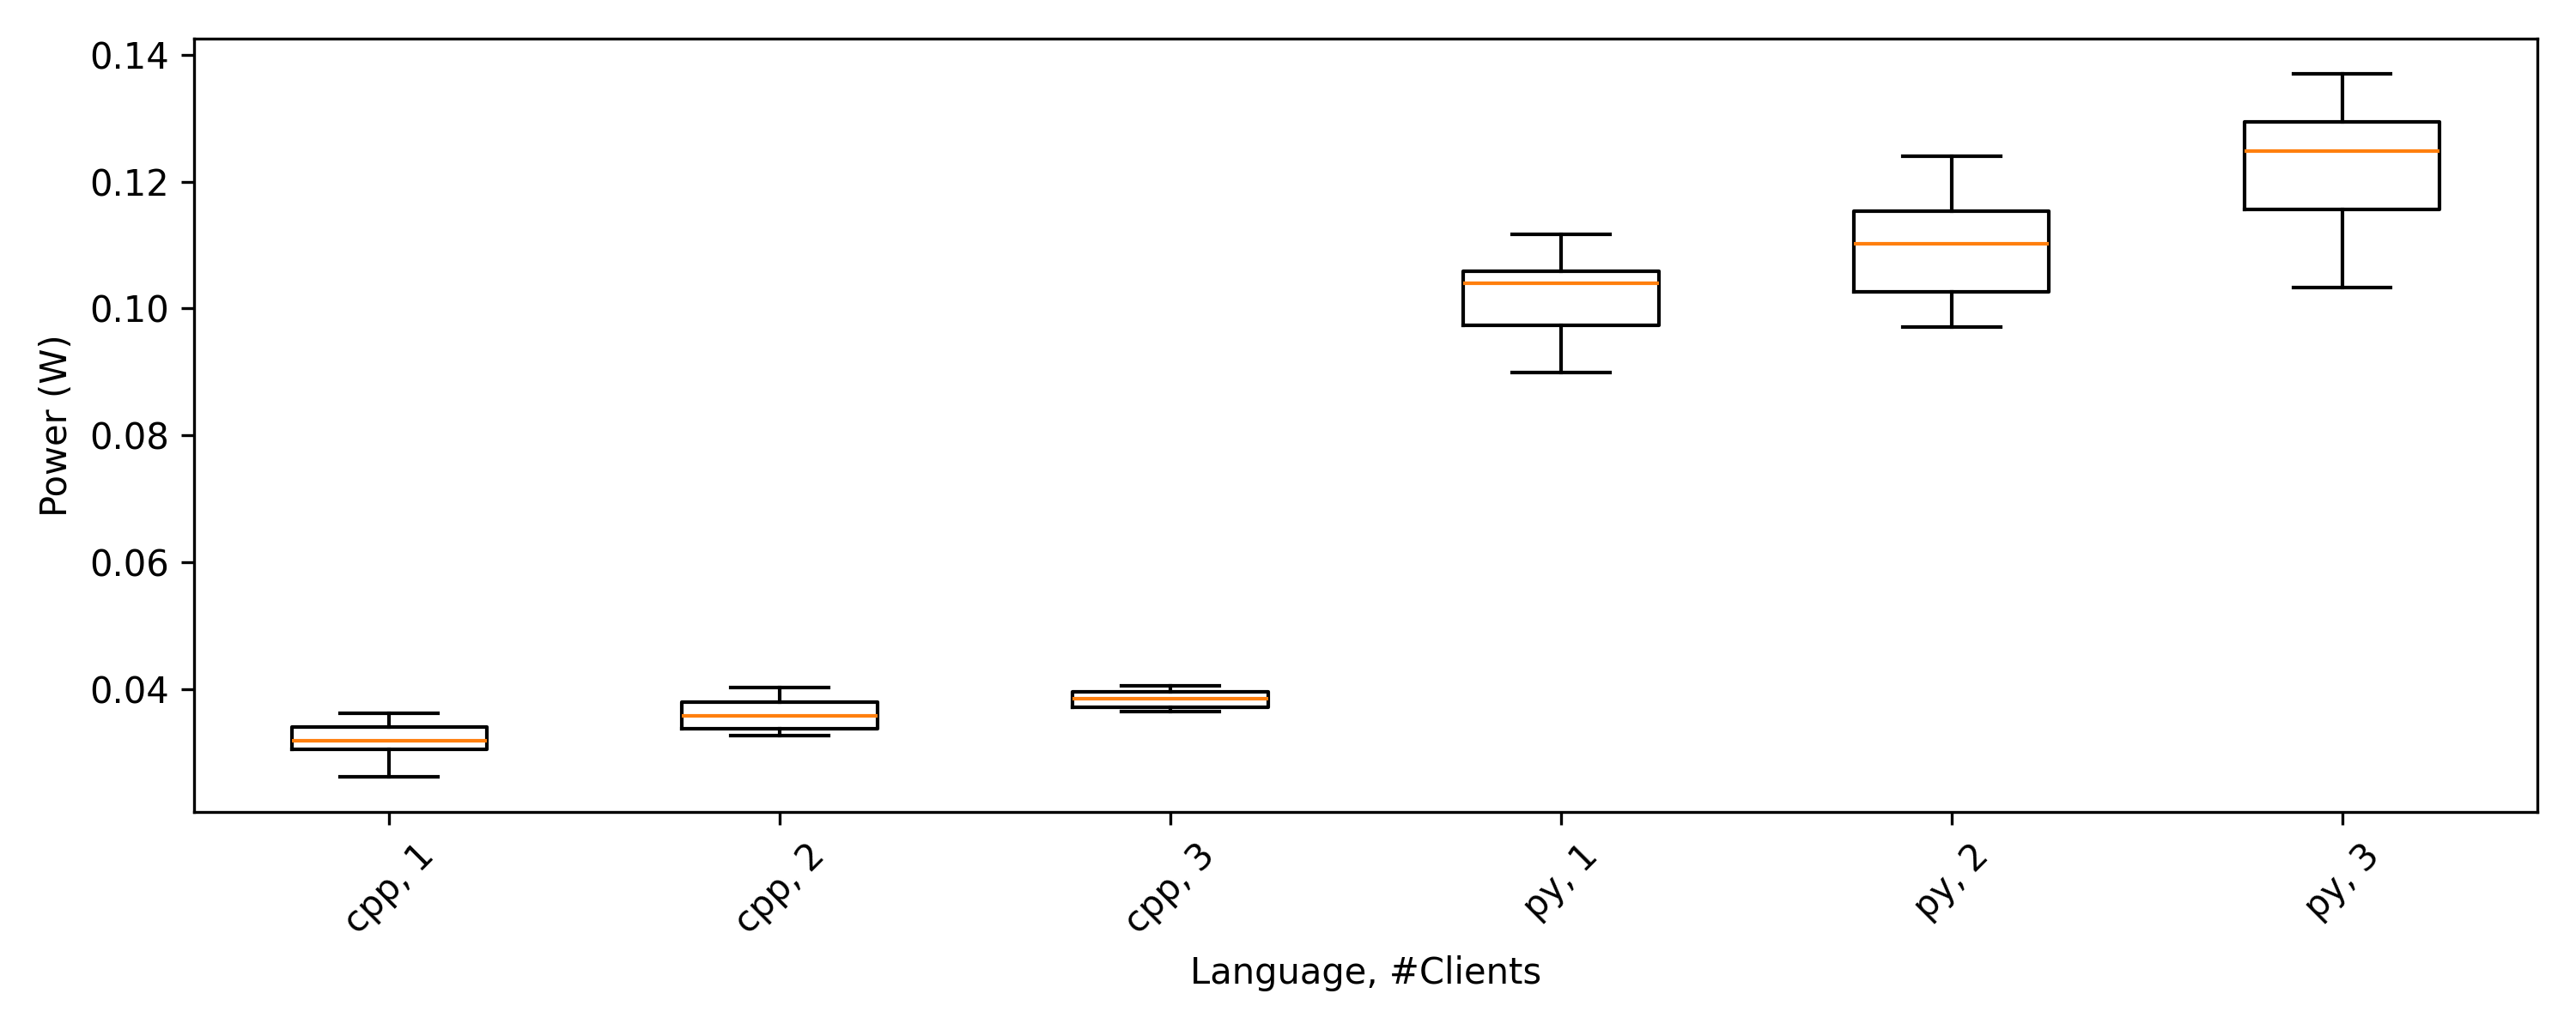 0.14
0.12
0.10
0.08
0.06
0.04
Power (W)
cpp, 1
cpp, 2
cpp, 3
py, 1
py, 2
py, 3
Language, #Clients